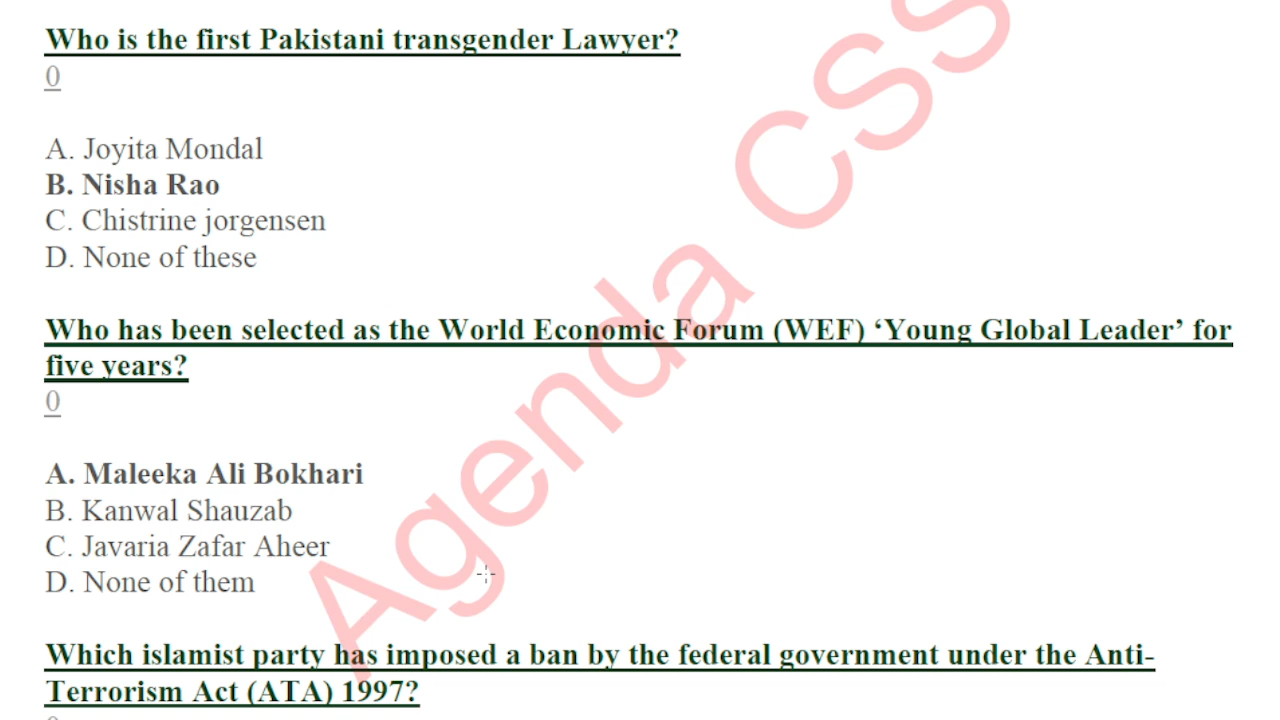 Who is the first Pakistani transgender Lawyer?
0
A. Joyita Mondal
B. Nisha Rao
C. Chistrine jorgensen
D. None of these
Who has been selected as the World Economic Forum (WEF) ‘Young Global Leader’ for
five years?
0
A. Maleeka Ali Bokhari
B. Kanwal Shauzab
C. Javaria Zafar Aheer
D. None of them
Which islamist party has imposed a ban by the federal government under the Anti-
Terrorism Act (ATA) 1997?
Agenda CSS